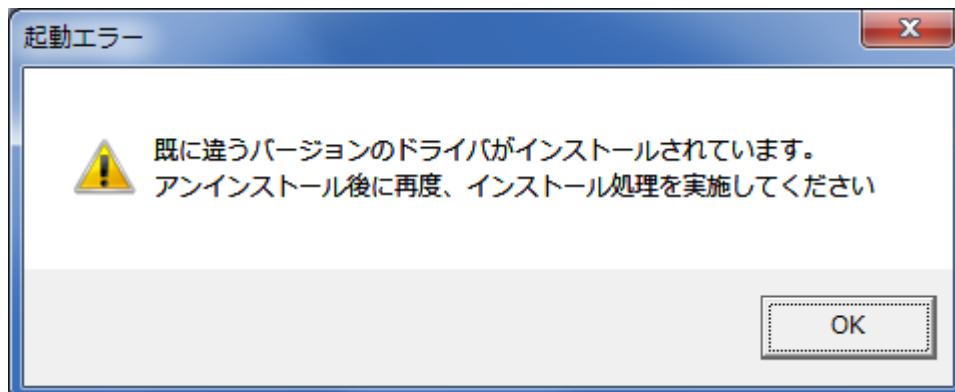 起動エラー
既に違うバージョンのドライバがインストールされています。
アンインストール後に再度、インストール処理を実施してください
OK